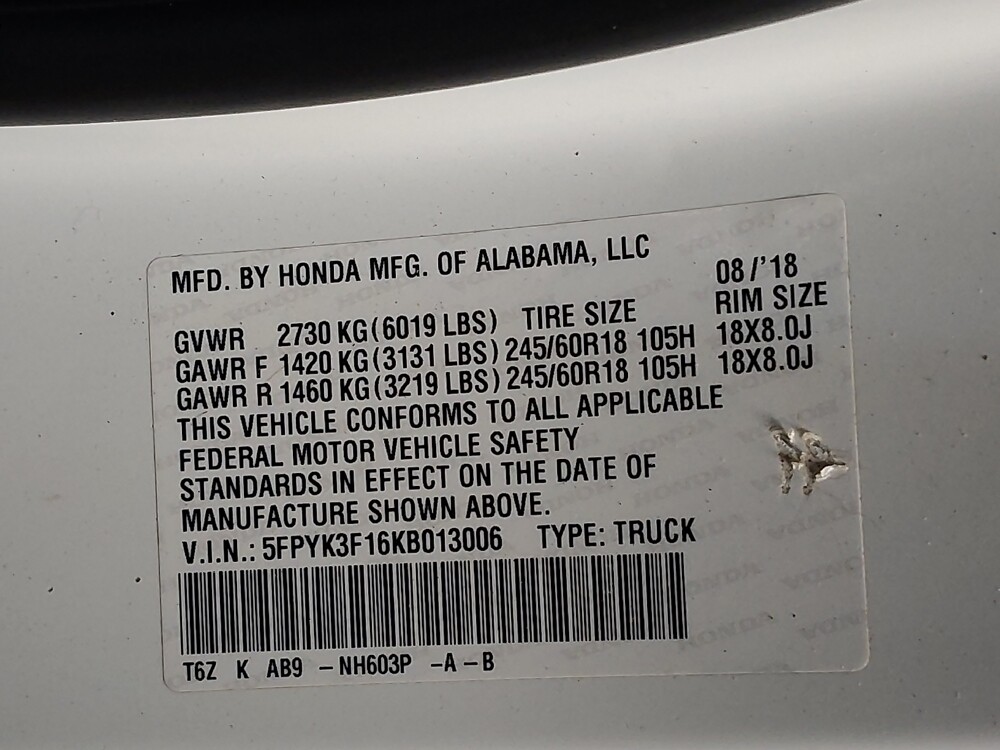 MFD. BY HONDA MFG. OF ALABAMA, LLC 08/'18
GVWR 2730 KG (6019 LBS) TIRE SIZE RIM SIZE
GAWR F 1420 KG (3131 LBS) 245/60R18 105H 18X8.0J
GAWR R 1460 KG (3219 LBS) 245/60R18 105H 18X8.0J
THIS VEHICLE CONFORMS TO ALL APPLICABLE
FEDERAL MOTOR VEHICLE SAFETY
STANDARDS IN EFFECT ON THE DATE OF
MANUFACTURE SHOWN ABOVE.
V.I.N.: 5FPYK3F16KB013006 TYPE: TRUCK
T6Z K AB9 -NH603P -A-B